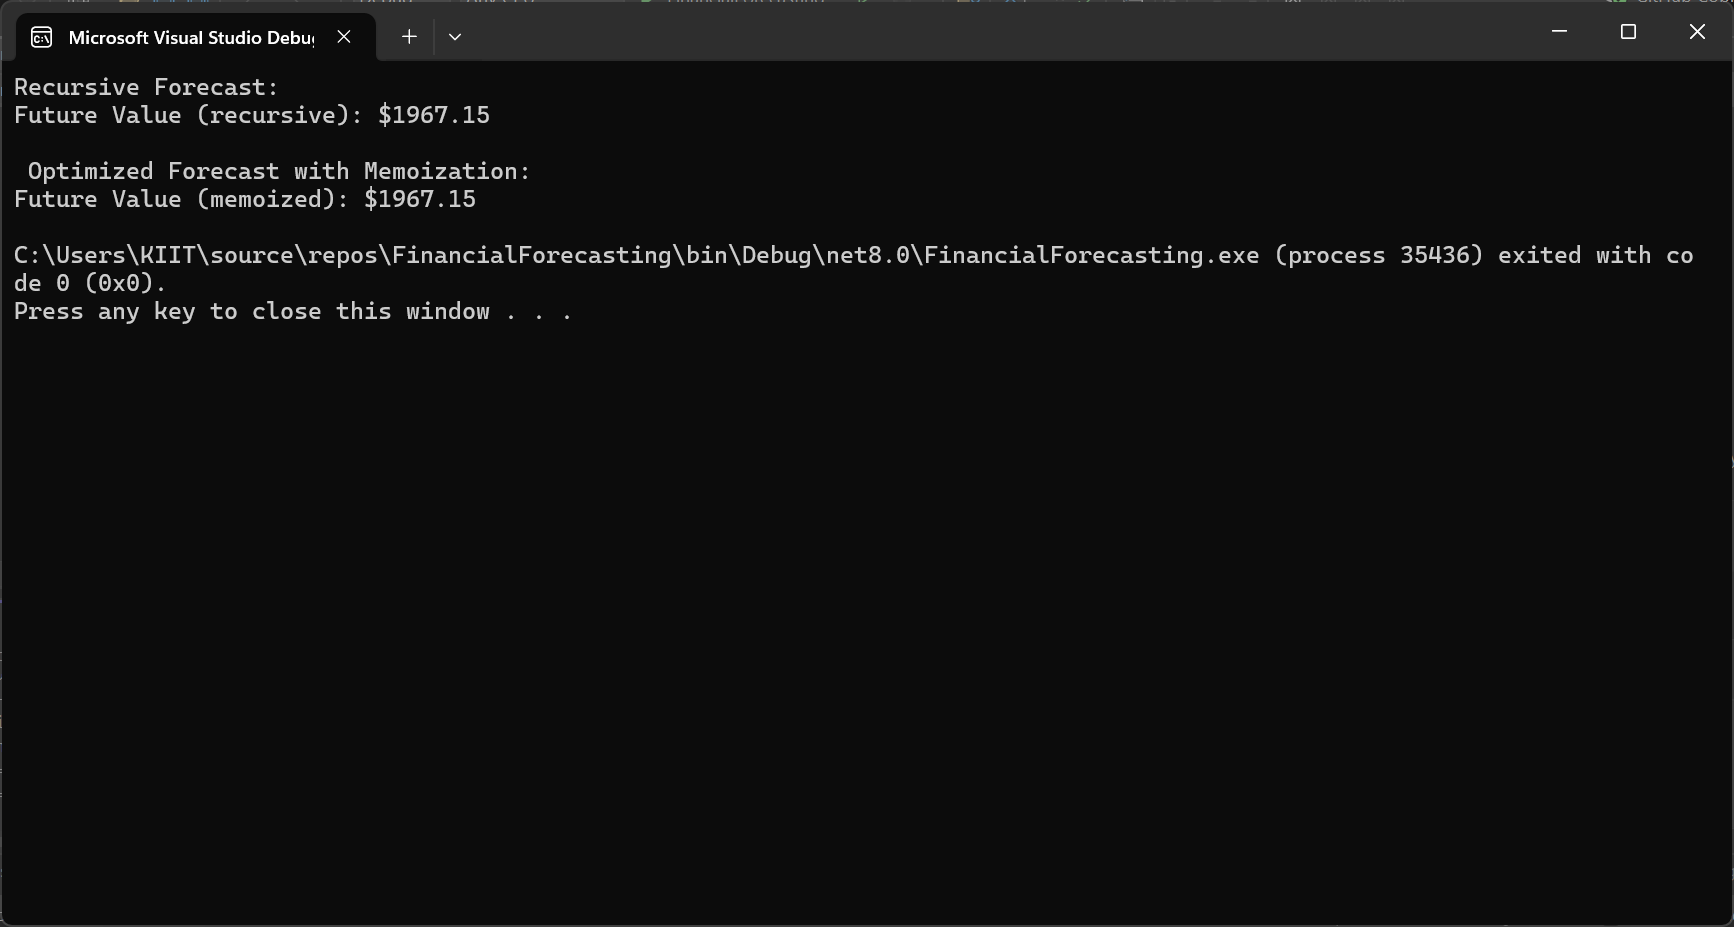 Microsoft Visual Studio Debug
Recursive Forecast:
Future Value (recursive): $1967.15
Optimized Forecast with Memoization:
Future Value (memoized): $1967.15
C:\Users\KIIT\source\repos\FinancialForecasting\bin\Debug\net8.0\FinancialForecasting.exe (process 35436) exited with co
de 0 (0x0).
Press any key to close this window . . .